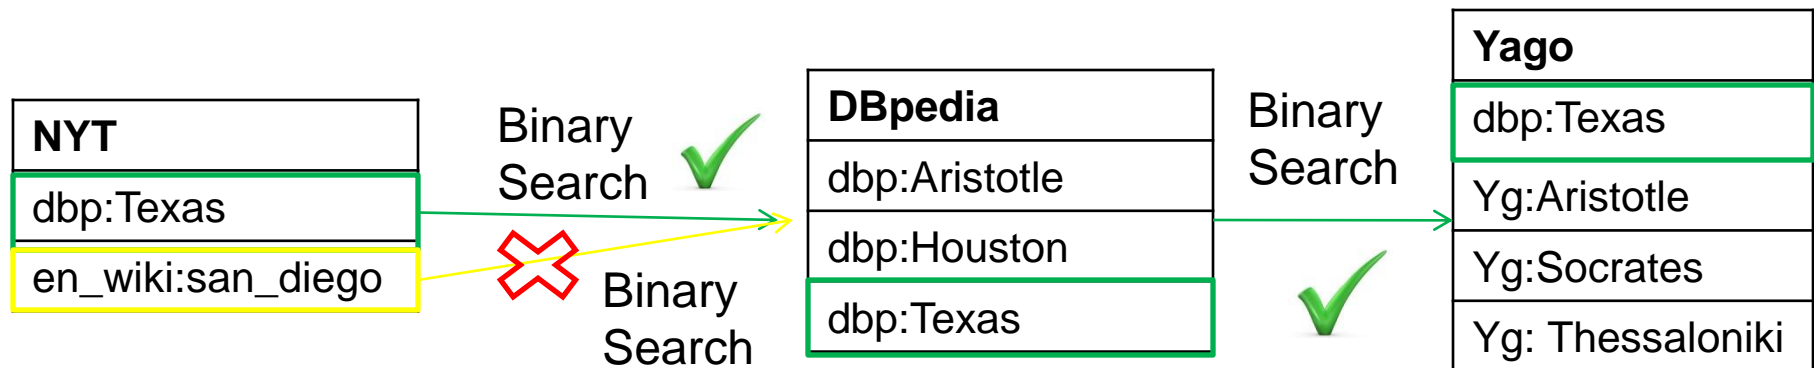 NYT
dbp:Texas
en_wiki:san_diego
Binary
Search
Binary
Search
DBpedia
dbp:Aristotle
dbp:Houston
dbp:Texas
Binary
Search
Yago
dbp:Texas
Yg:Aristotle
Yg:Socrates
Yg: Thessaloniki